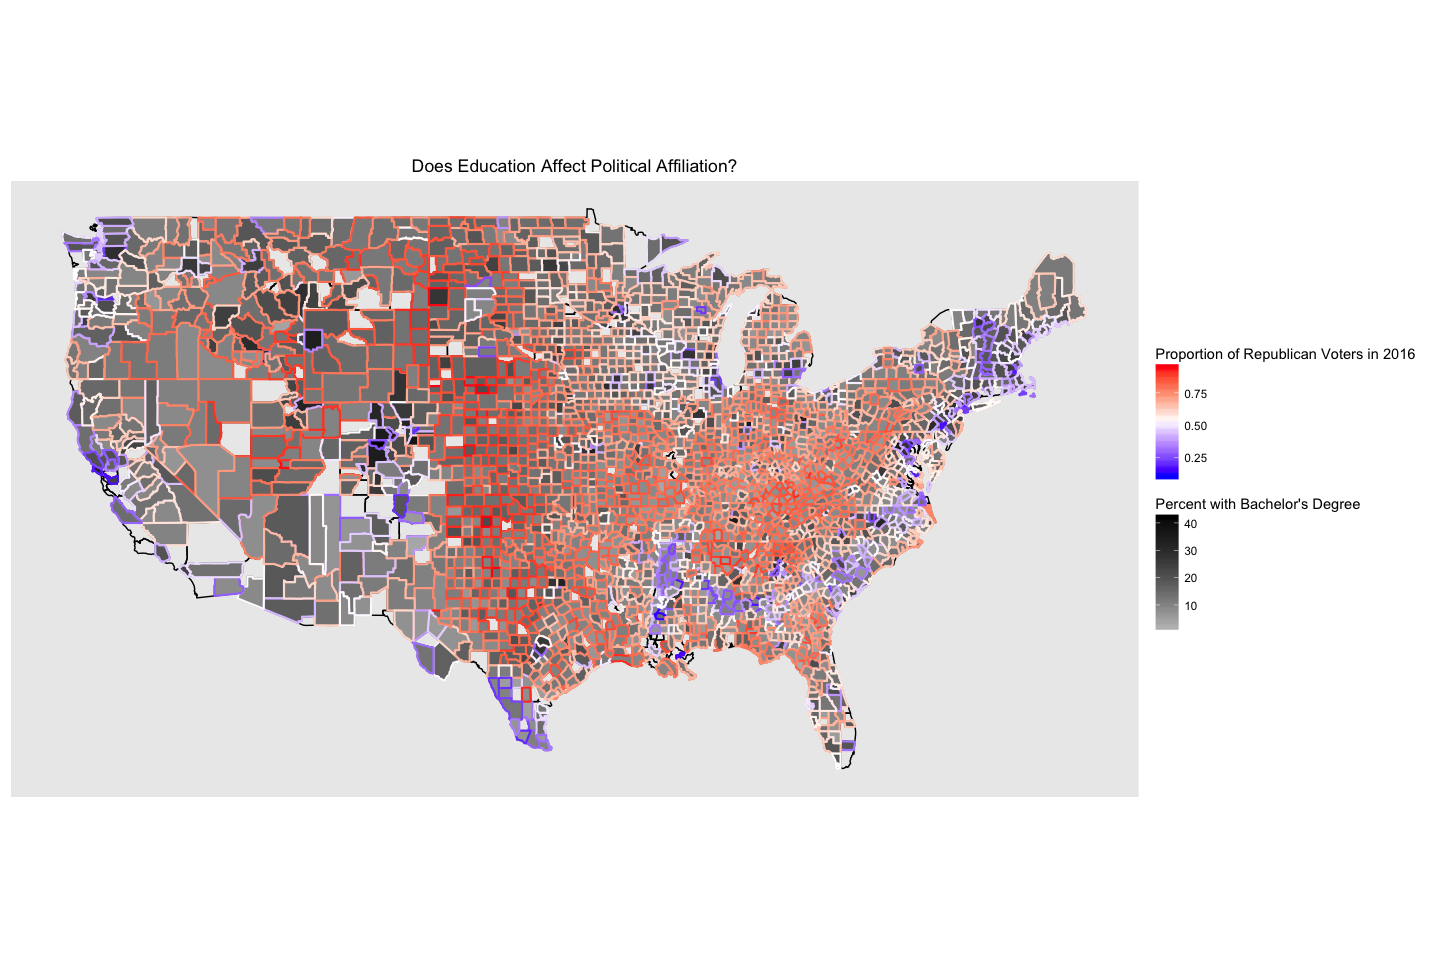 Does Education Affect Political Affiliation?
Proportion of Republican Voters in 2016
0.75
0.50
0.25
Percent with Bachelor's Degree
40
30
20
10